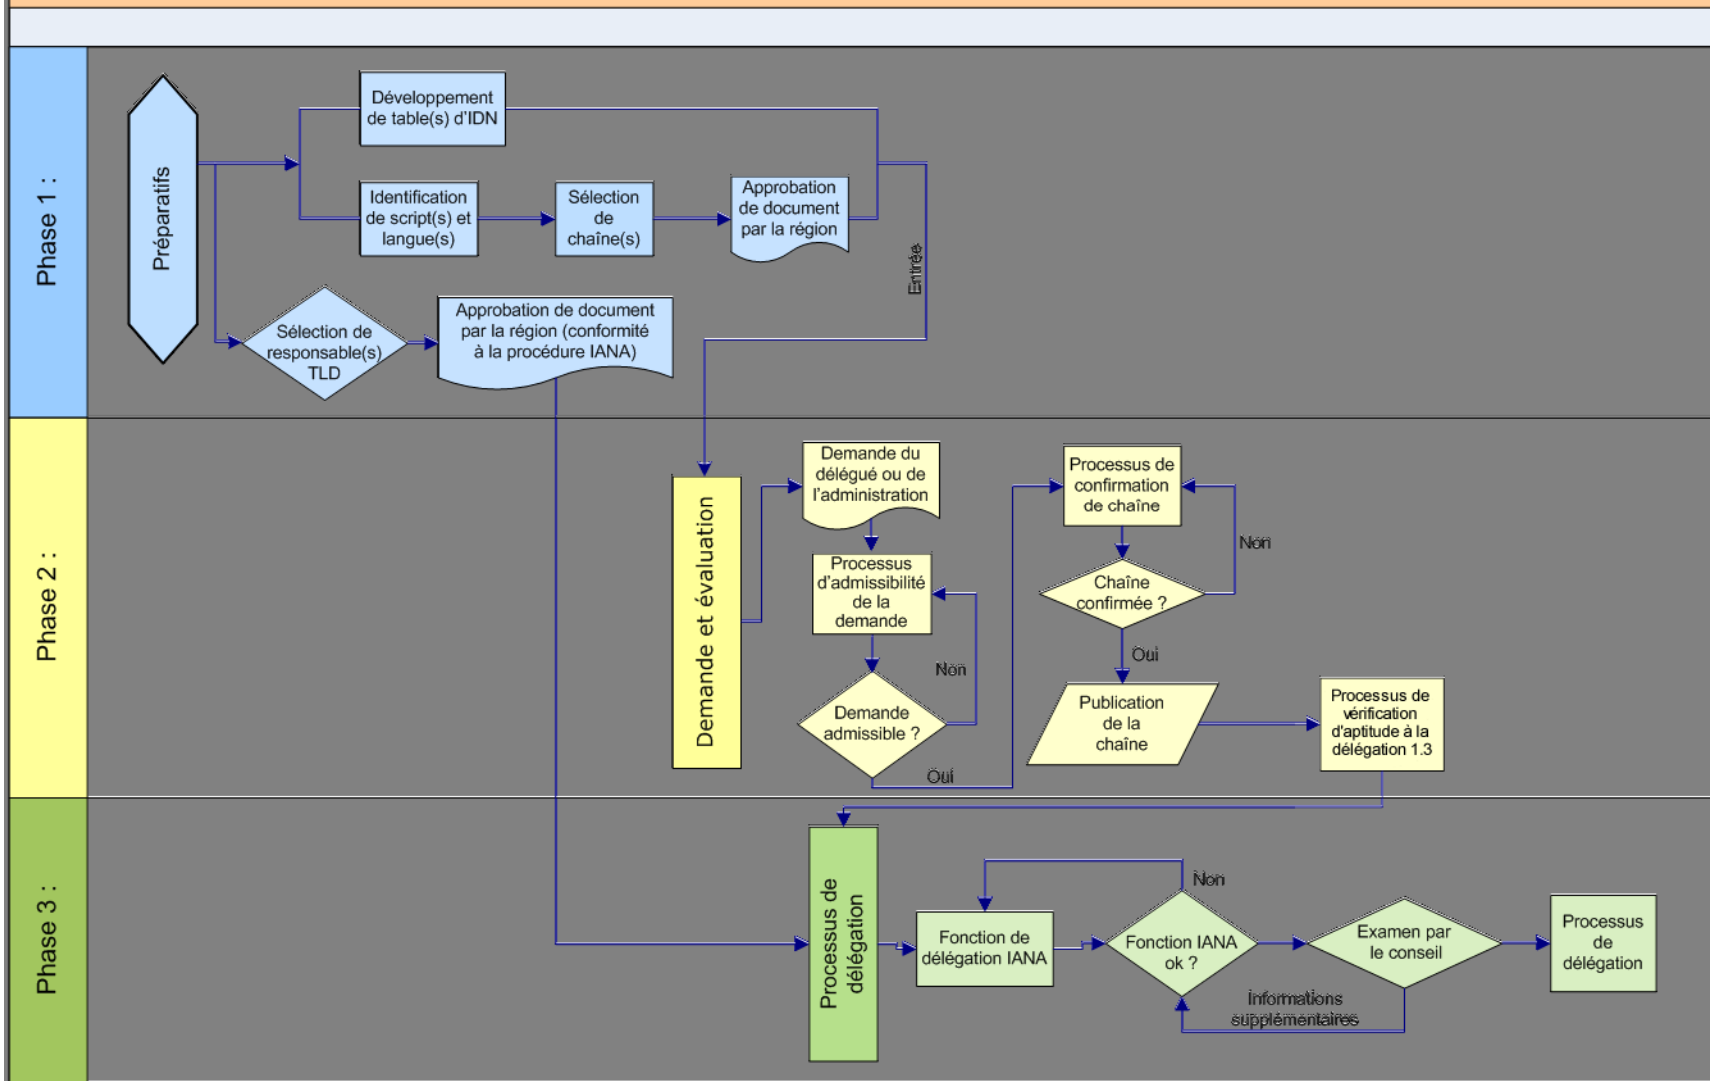 Phase 1 :
Préparatifs
Développement
de table(s) d'IDN
Identification
de script(s) et
langue(s)
Sélection
de
chaîne(s)
Approbation
de document
par la région
Entrée
Sélection de
responsable(s)
TLD
Approbation de document
par la région (conformité
à la procédure IANA)
Phase 2 :
Demande et évaluation
Demande du
délégué ou de
l'administration
Processus
d'admissibilité
de la
demande
Non
Demande
admissible ?
Oui
Processus de
confirmation
de chaîne
Non
Chaîne
confirmée ?
Oui
Publication
de la
chaîne
Processus de
vérification
d'aptitude à la
délégation 1.3
Phase 3 :
Processus de
délégation
Fonction de
délégation IANA
Non
Fonction IANA
ok ?
Examen par
le conseil
Informations
supplémentaires
Processus
de
délégation